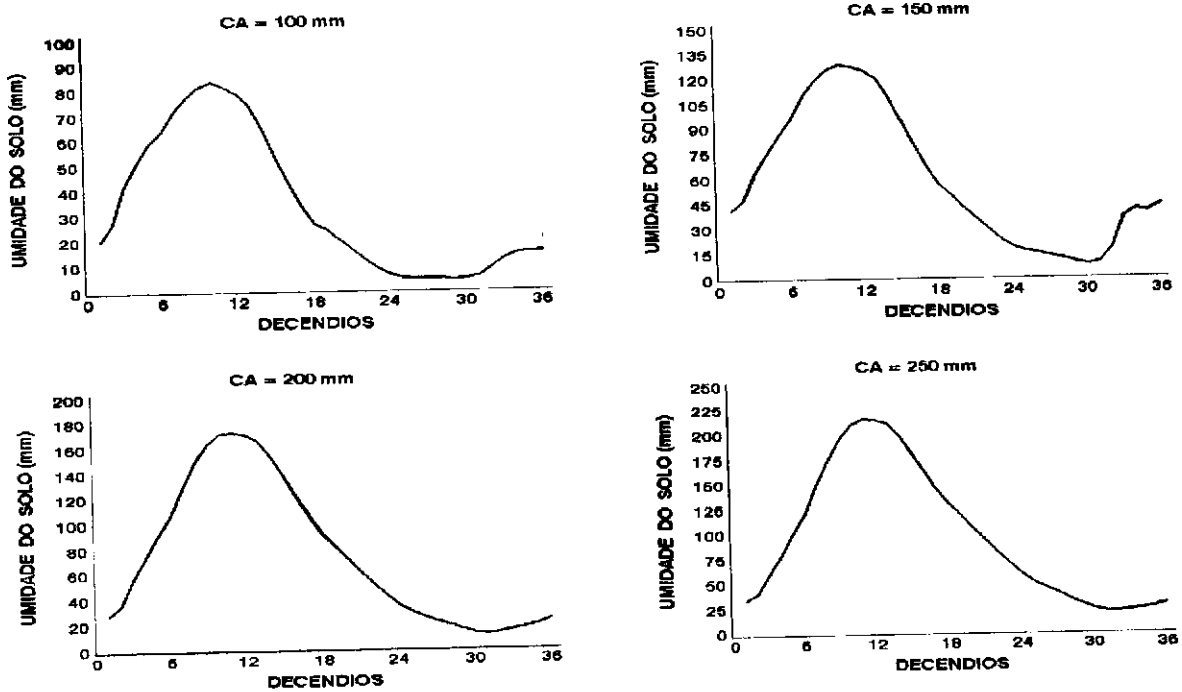 CA = 100 mm
UMIDADE DO SOLO (mm)
100
90
80
70
60
50
40
30
20
10
0
0 6 12 18 24 30 36
DECENDIOS
CA = 150 mm
UMIDADE DO SOLO (mm)
150
135
120
105
90
75
60
45
30
15
0
0 6 12 18 24 30 36
DECENDIOS
CA = 200 mm
UMIDADE DO SOLO (mm)
200
180
160
140
120
100
80
60
40
20
0
0 6 12 18 24 30 36
DECENDIOS
CA = 250 mm
UMIDADE DO SOLO (mm)
250
225
200
175
150
125
100
75
50
25
0
0 6 12 18 24 30 36
DECENDIOS